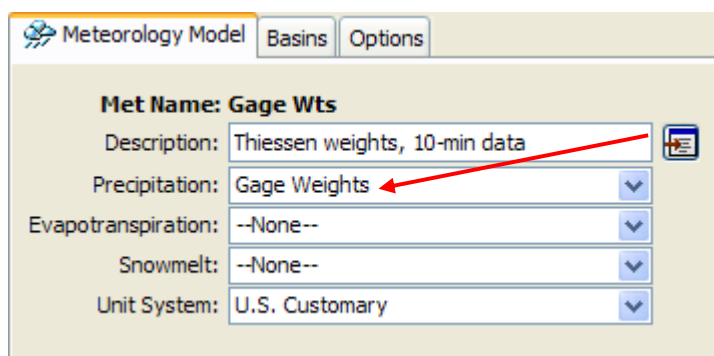 Meteorology Model Basins Options
Met Name: Gage Wts
Description: Thiessen weights, 10-min data
Precipitation: Gage Weights
Evapotranspiration: --None--
Snowmelt: --None--
Unit System: U.S. Customary